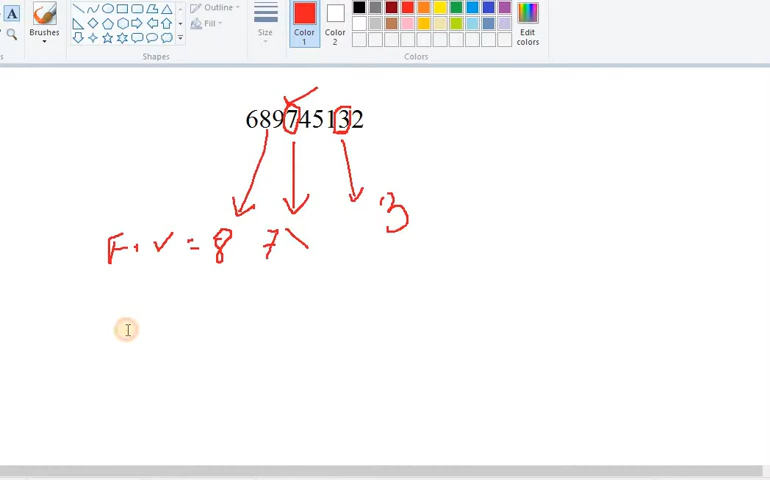 A
Outline
Fill
Brushes
Size
Color
1
Color
2
Edit
colors
Shapes
Colors
689745132
3
F. V = 8 7